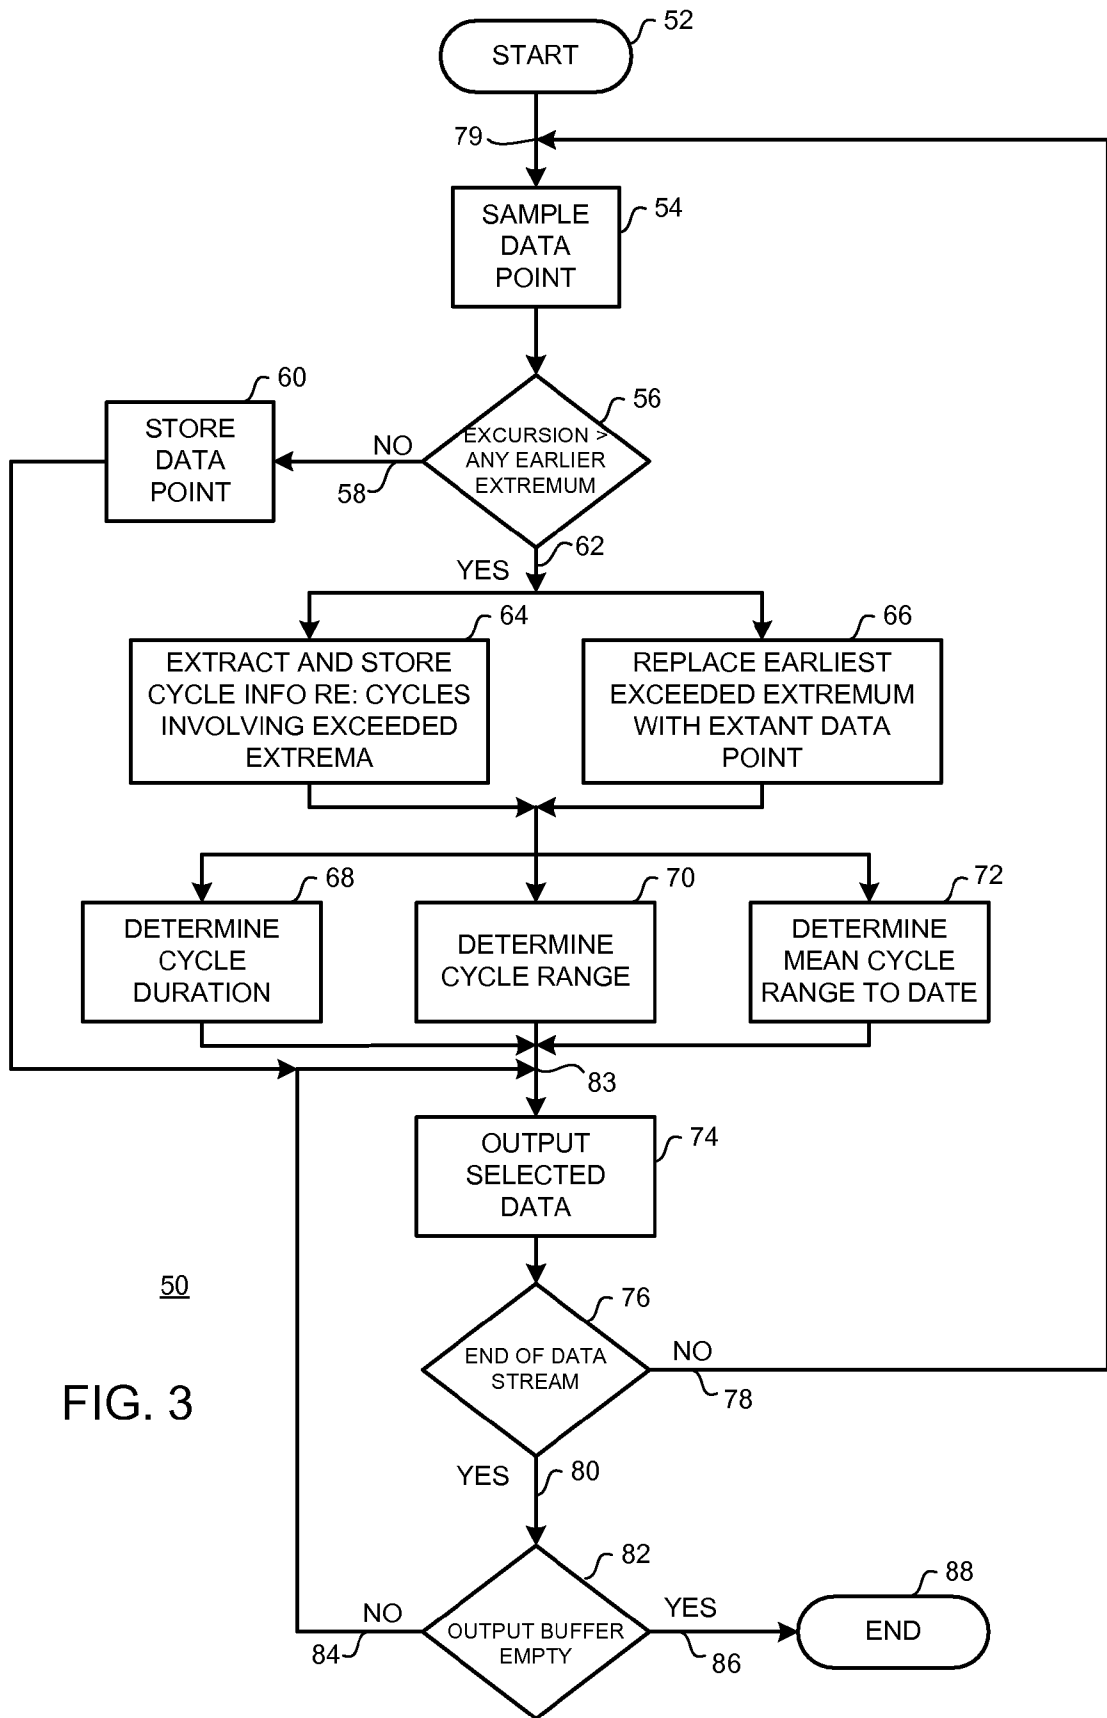 START
52
79
SAMPLE
DATA
POINT
54
60
STORE
DATA
POINT
NO
58
56
EXCURSION >
ANY EARLIER
EXTREMUM
62
YES
64
EXTRACT AND STORE
CYCLE INFO RE: CYCLES
INVOLVING EXCEEDED
EXTREMA
66
REPLACE EARLIEST
EXCEEDED EXTREMUM
WITH EXTANT DATA
POINT
68
DETERMINE
CYCLE
DURATION
70
DETERMINE
CYCLE RANGE
72
DETERMINE
MEAN CYCLE
RANGE TO DATE
83
OUTPUT
SELECTED
DATA
74
50
FIG. 3
76
END OF DATA
STREAM
NO
78
YES
80
82
OUTPUT BUFFER
EMPTY
NO
84
YES
86
88
END